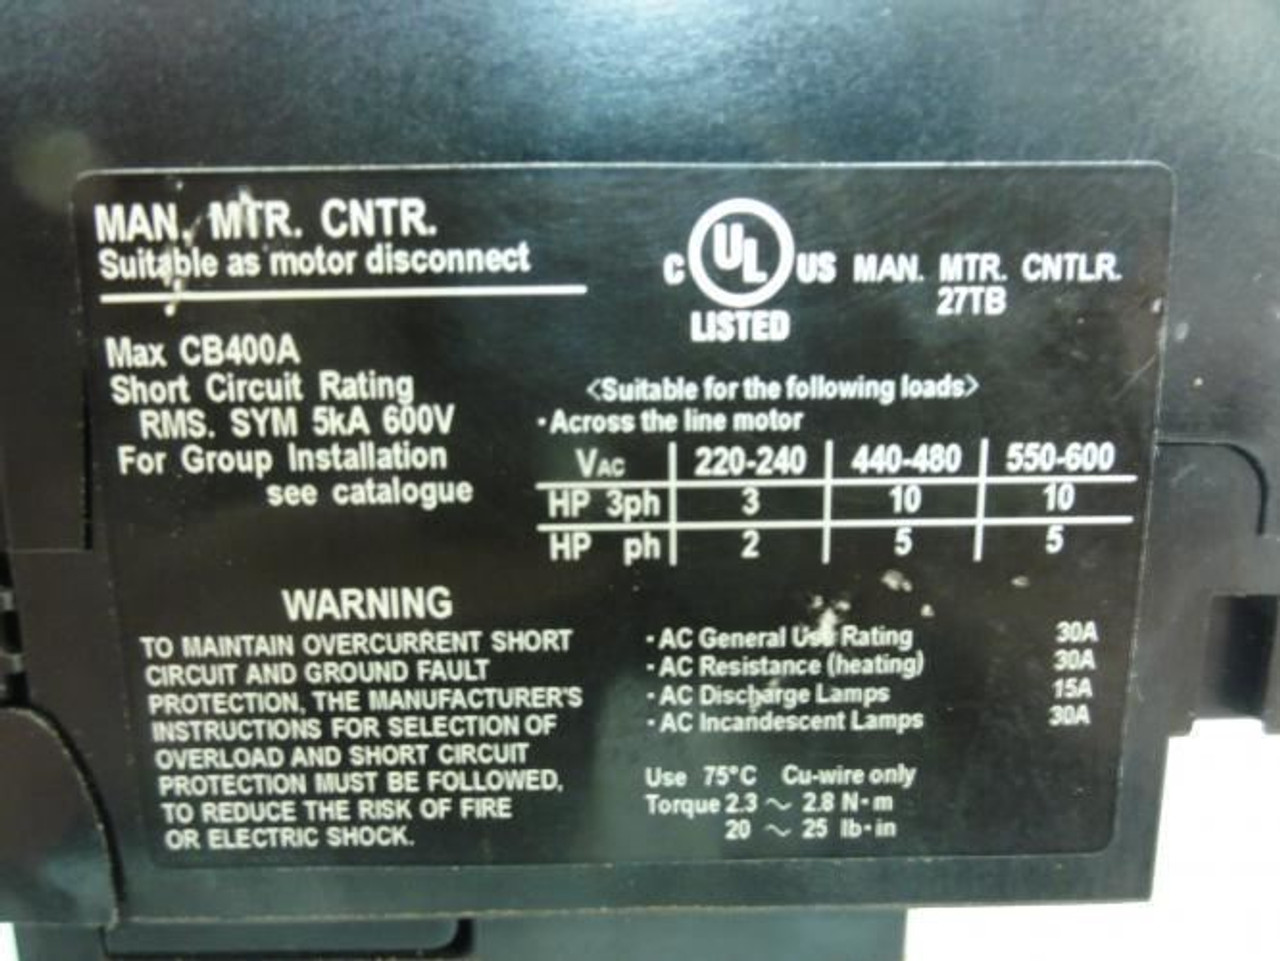 MAN. MTR. CNTR.
Suitable as motor disconnect
Max CB400A
Short Circuit Rating
RMS. SYM 5kA 600V
For Group Installation
see catalogue
C UL US MAN. MTR. CNTLR.
27TB
LISTED
<Suitable for the following loads>
・Across the line motor
VAC 220-240 440-480 550-600
HP 3ph 3 10 10
HP ph 2 5 5
WARNING
TO MAINTAIN OVERCURRENT SHORT
CIRCUIT AND GROUND FAULT
PROTECTION, THE MANUFACTURER'S
INSTRUCTIONS FOR SELECTION OF
OVERLOAD AND SHORT CIRCUIT
PROTECTION MUST BE FOLLOWED,
TO REDUCE THE RISK OF FIRE
OR ELECTRIC SHOCK.
・AC General Use Rating 30A
・AC Resistance (heating) 30A
・AC Discharge Lamps 15A
・AC Incandescent Lamps 30A
Use 75°C Cu-wire only
Torque 2.3 ～ 2.8 N・m
20 ～ 25 lb・in